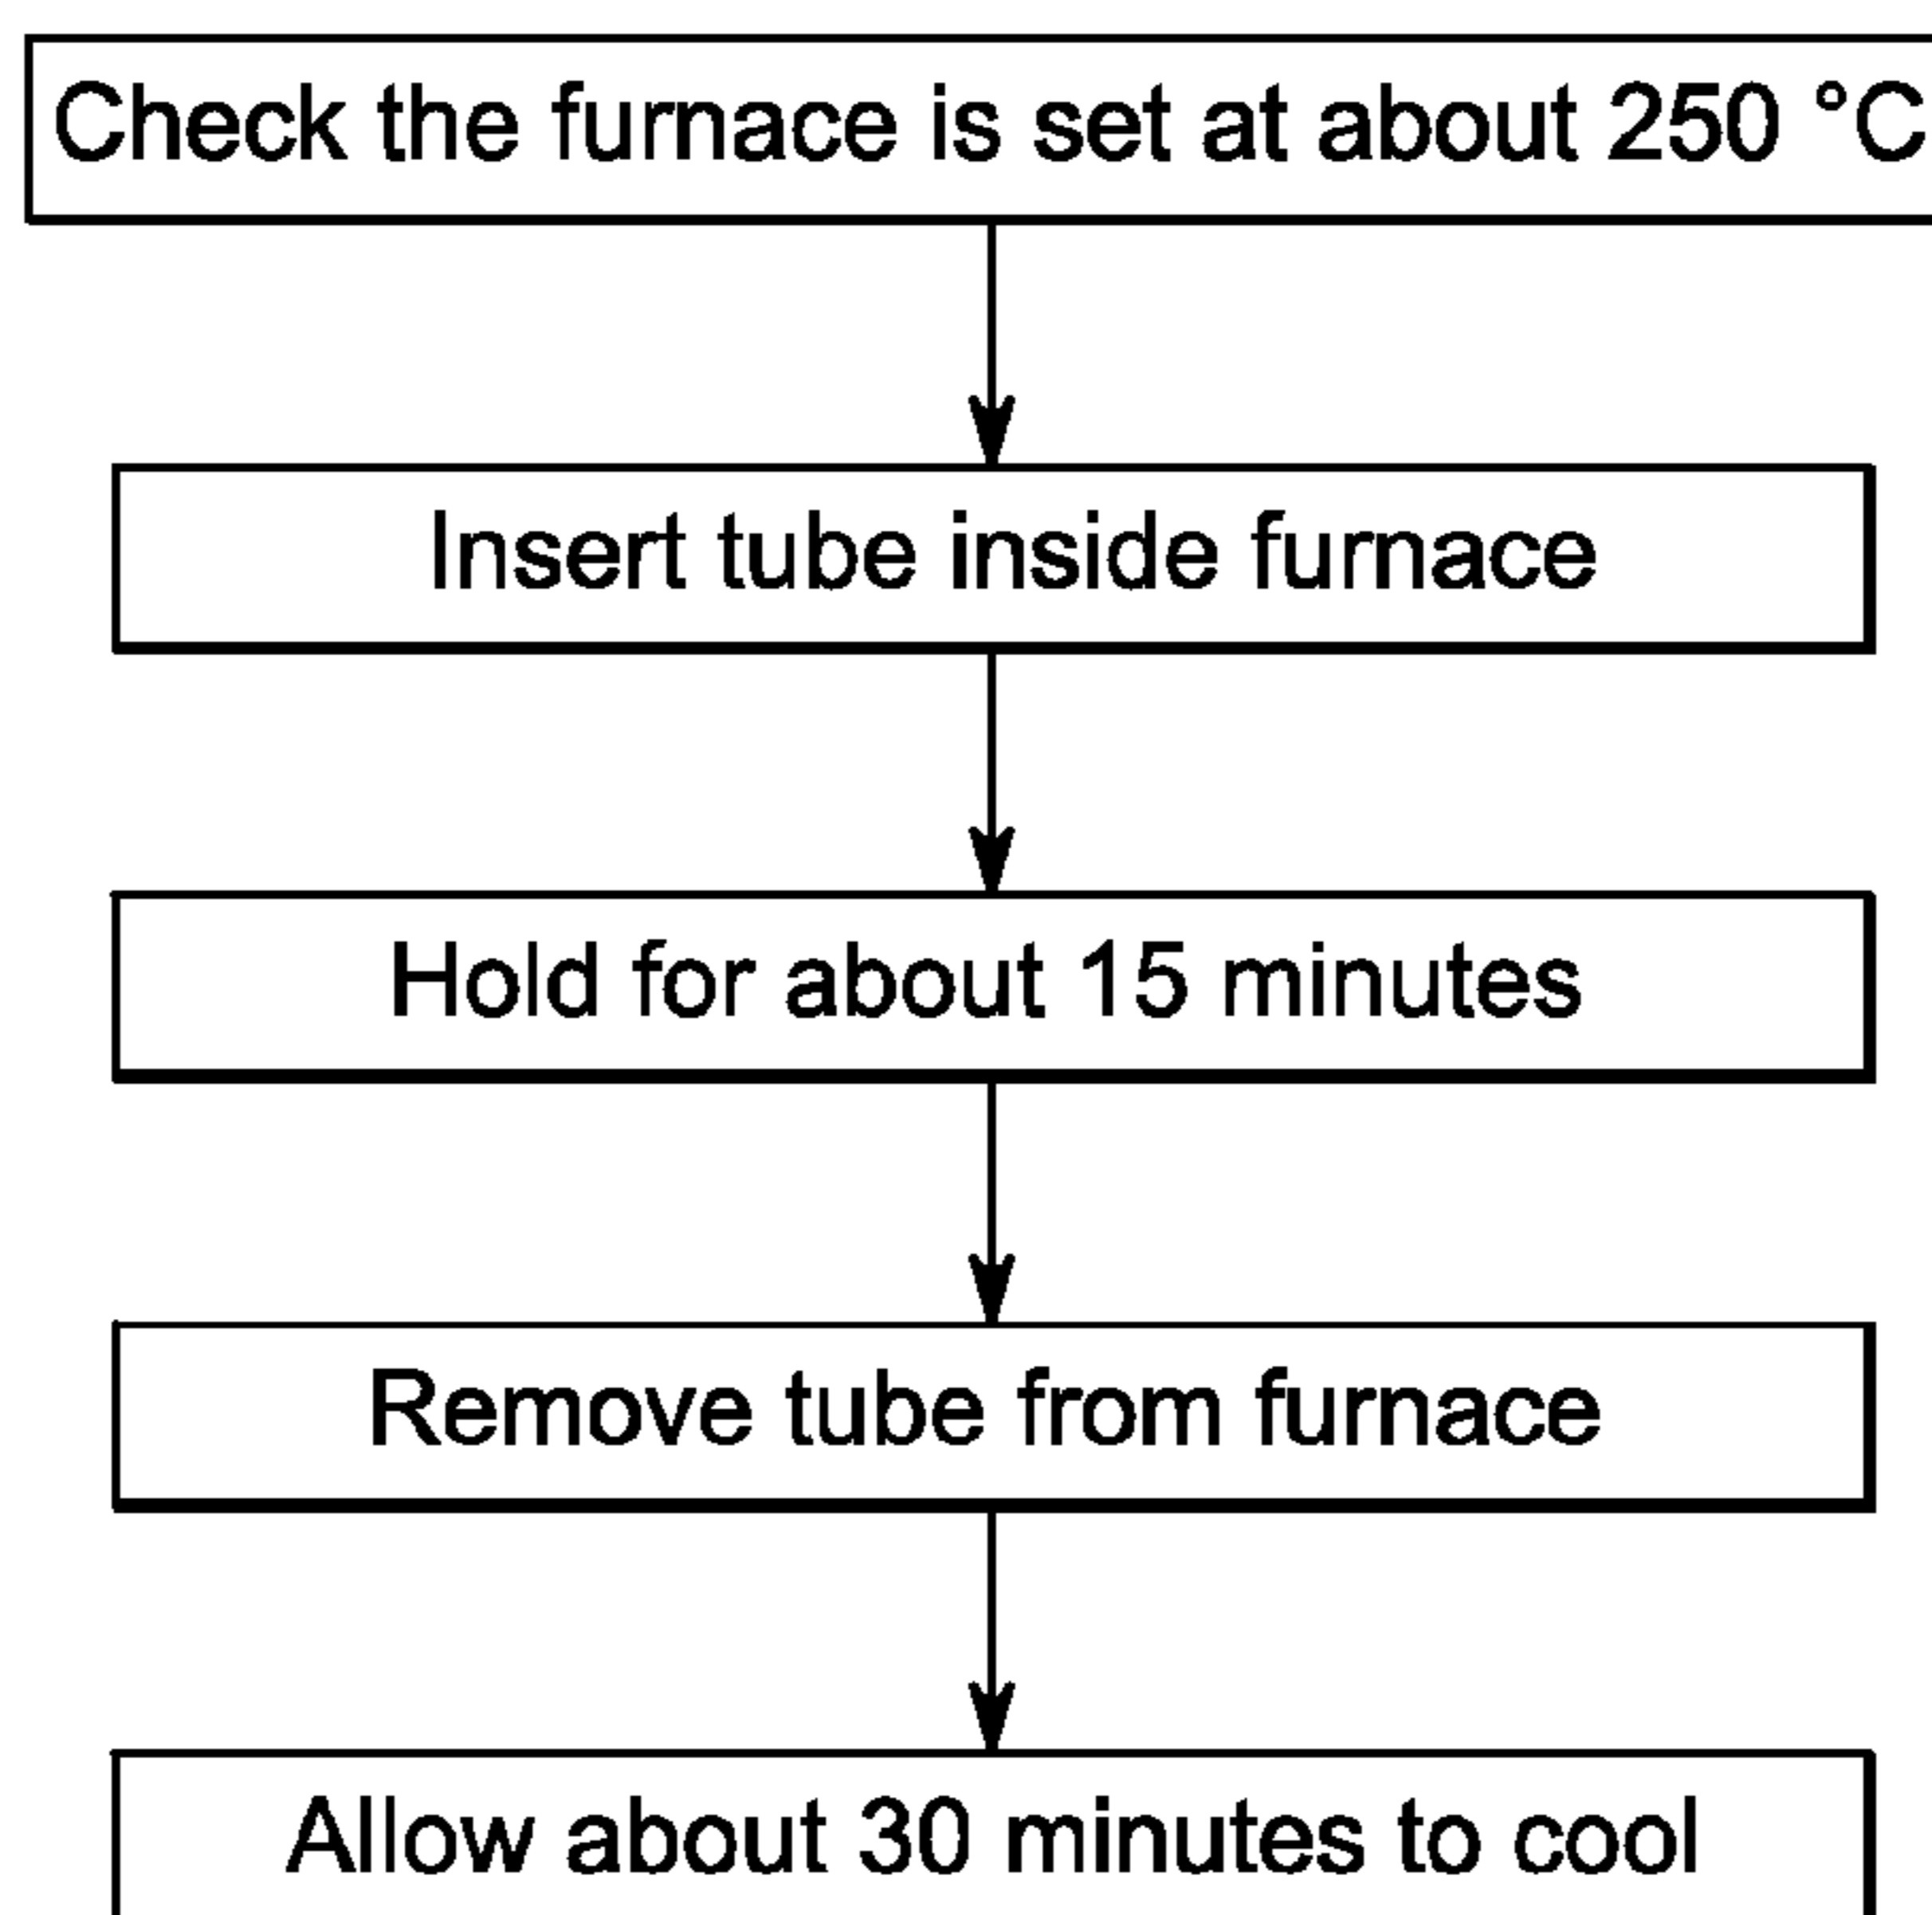 Check the furnace is set at about 250 °C
Insert tube inside furnace
Hold for about 15 minutes
Remove tube from furnace
Allow about 30 minutes to cool